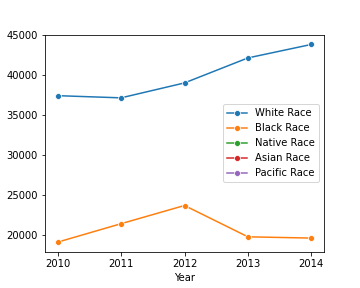 45000
40000
35000
30000
25000
20000
White Race
Black Race
Native Race
Asian Race
Pacific Race
2010 2011 2012 2013 2014
Year